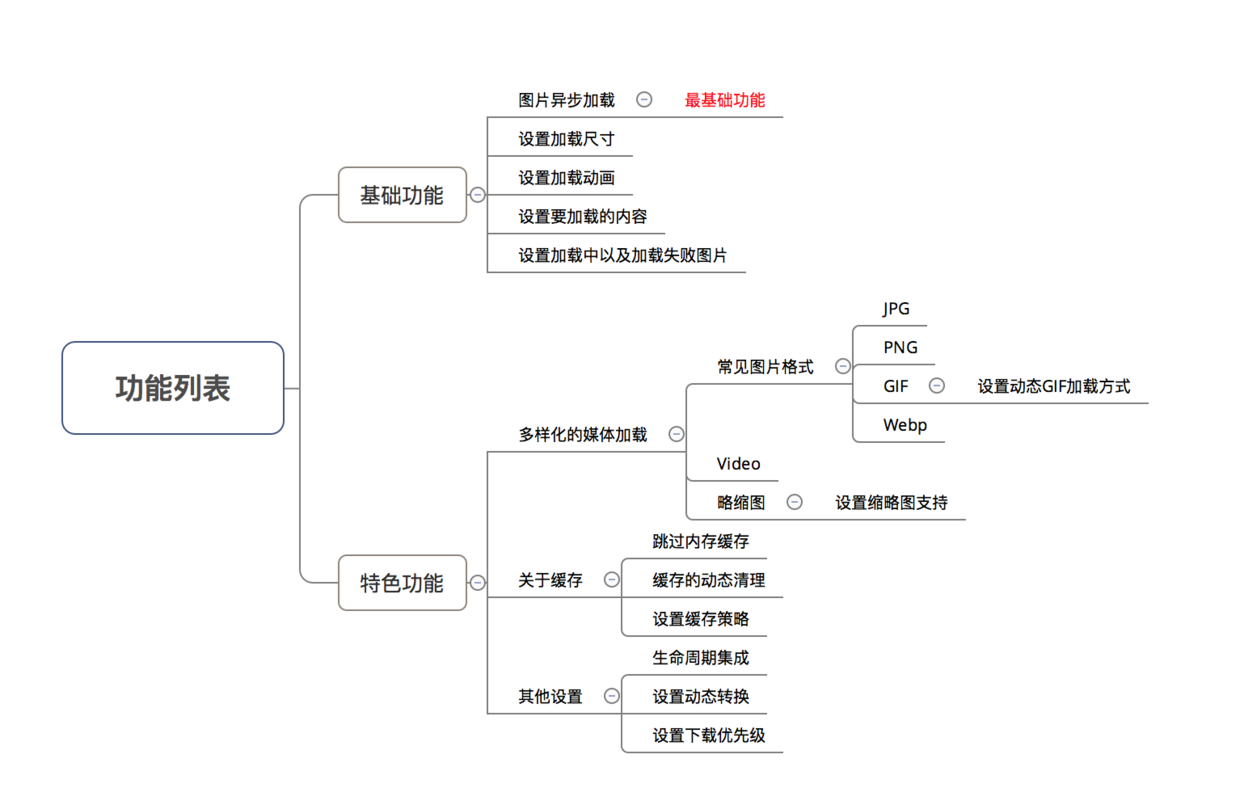 功能列表
基础功能
图片异步加载
最基础功能
设置加载尺寸
设置加载动画
设置要加载的内容
设置加载中以及加载失败图片
特色功能
多样化的媒体加载
常见图片格式
JPG
PNG
GIF
设置动态GIF加载方式
Webp
Video
略缩图
设置缩略图支持
关于缓存
跳过内存缓存
缓存的动态清理
设置缓存策略
其他设置
生命周期集成
设置动态转换
设置下载优先级